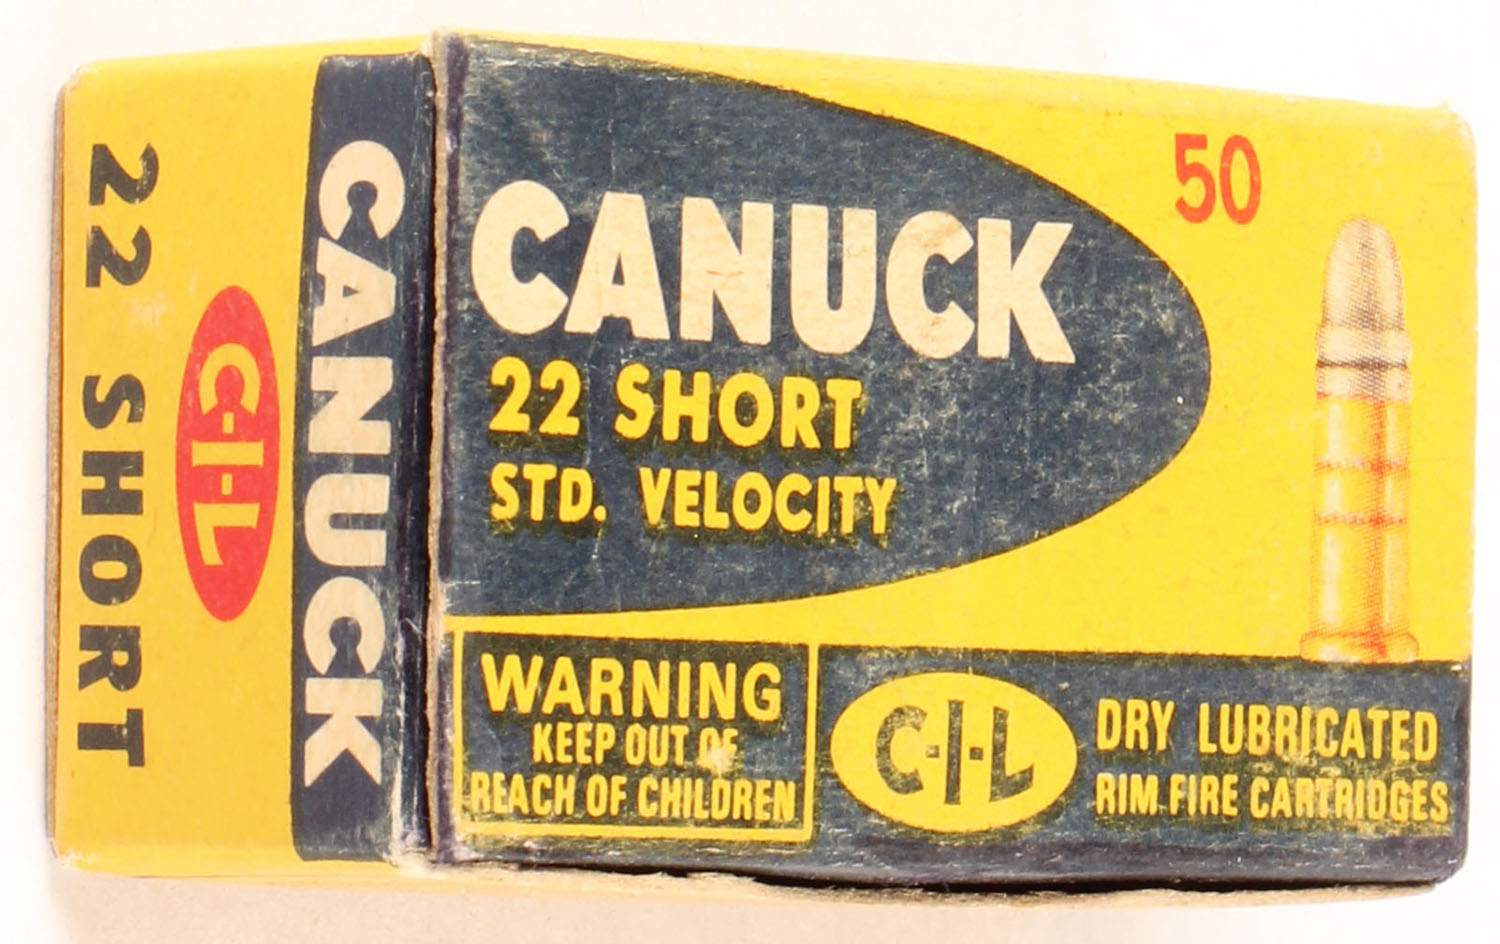 22 SHORT
C-I-L
CANUCK
CANUCK
22 SHORT
STD. VELOCITY
50
WARNING
KEEP OUT OF
REACH OF CHILDREN
C-I-L
DRY LUBRICATED
RIM FIRE CARTRIDGES